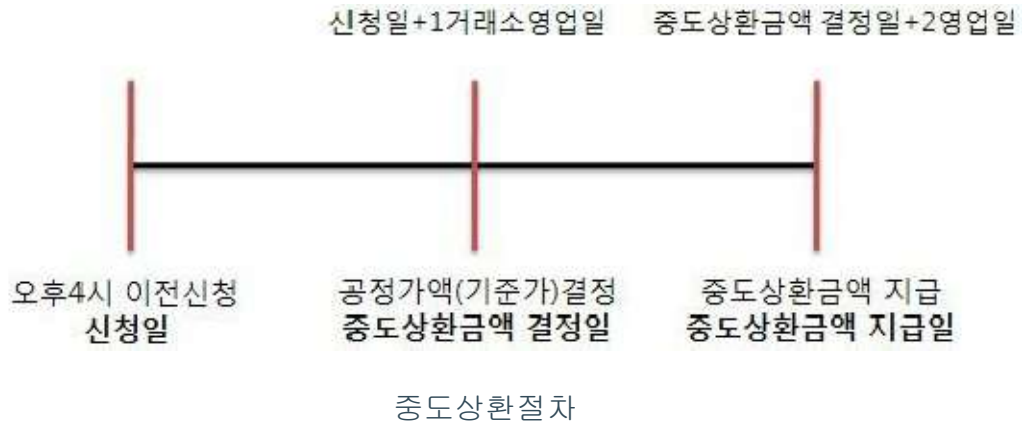 신청일+1거래소영업일
중도상환금액 결정일+2영업일
오후4시 이전신청
신청일
공정가액(기준가)결정
중도상환금액 결정일
중도상환금액 지급
중도상환금액 지급일
중도상환절차